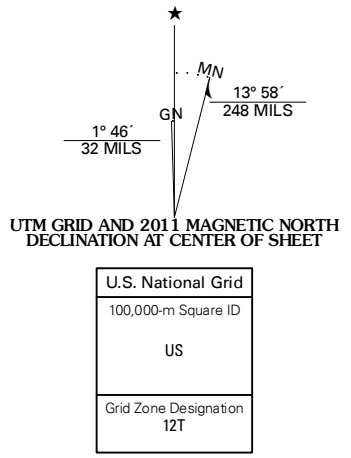 ★
MN
GN
13° 58´
248 MILS
1° 46´
32 MILS
UTM GRID AND 2011 MAGNETIC NORTH
DECLINATION AT CENTER OF SHEET
U.S. National Grid
100,000-m Square ID
US
Grid Zone Designation
12T